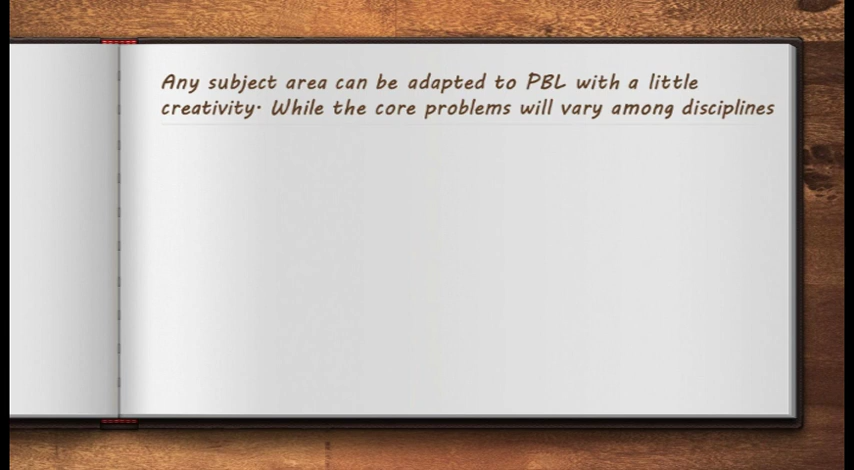 Any subject area can be adapted to PBL with a little
creativity. While the core problems will vary among disciplines